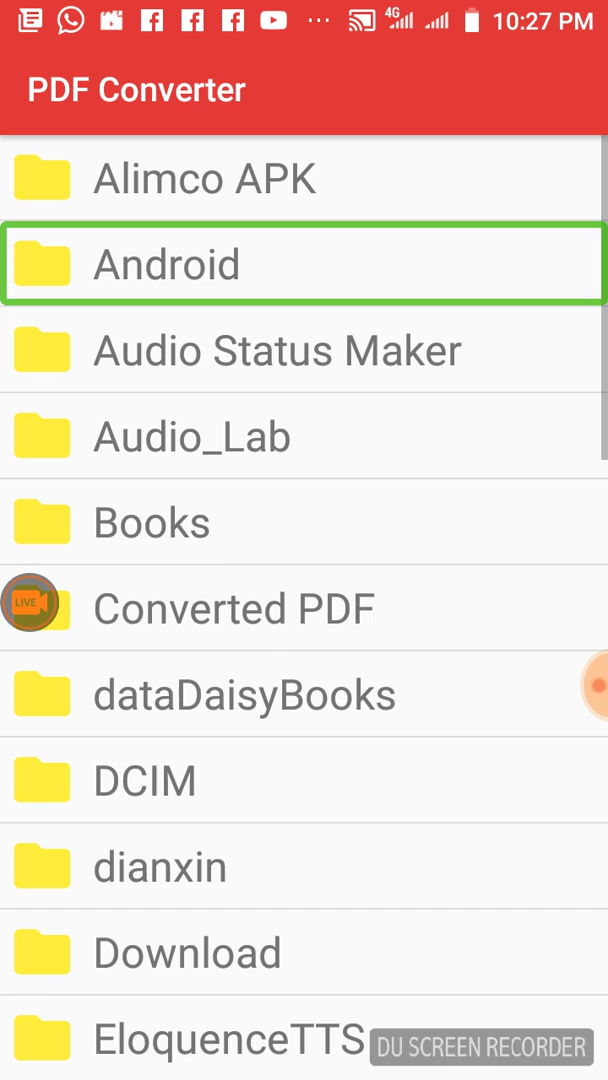 4G 10:27 PM
PDF Converter
Alimco APK
Android
Audio Status Maker
Audio_Lab
Books
LIVE
Converted PDF
dataDaisyBooks
DCIM
dianxin
Download
EloquenceTTS
DU SCREEN RECORDER